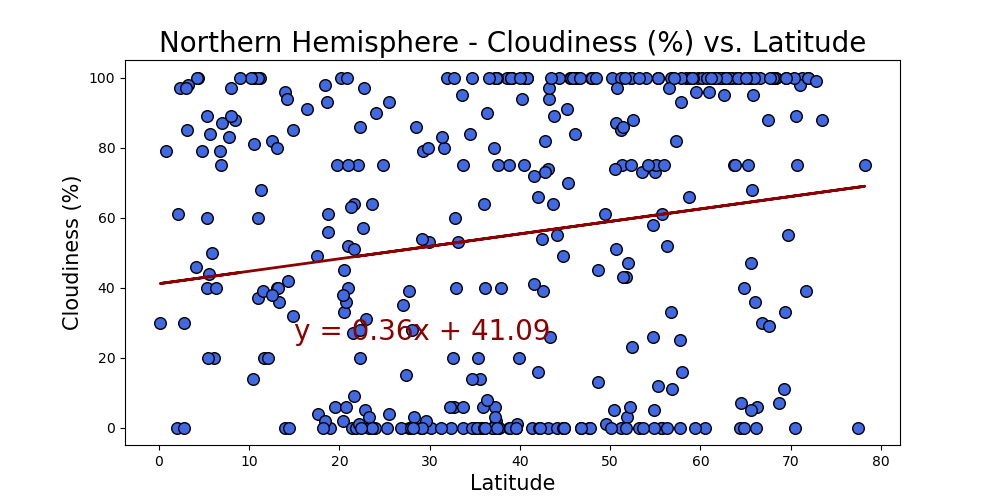 Northern Hemisphere - Cloudiness (%) vs. Latitude
Cloudiness (%)
100
80
60
40
20
0
y = 0.36x + 41.09
0 10 20 30 40 50 60 70 80
Latitude